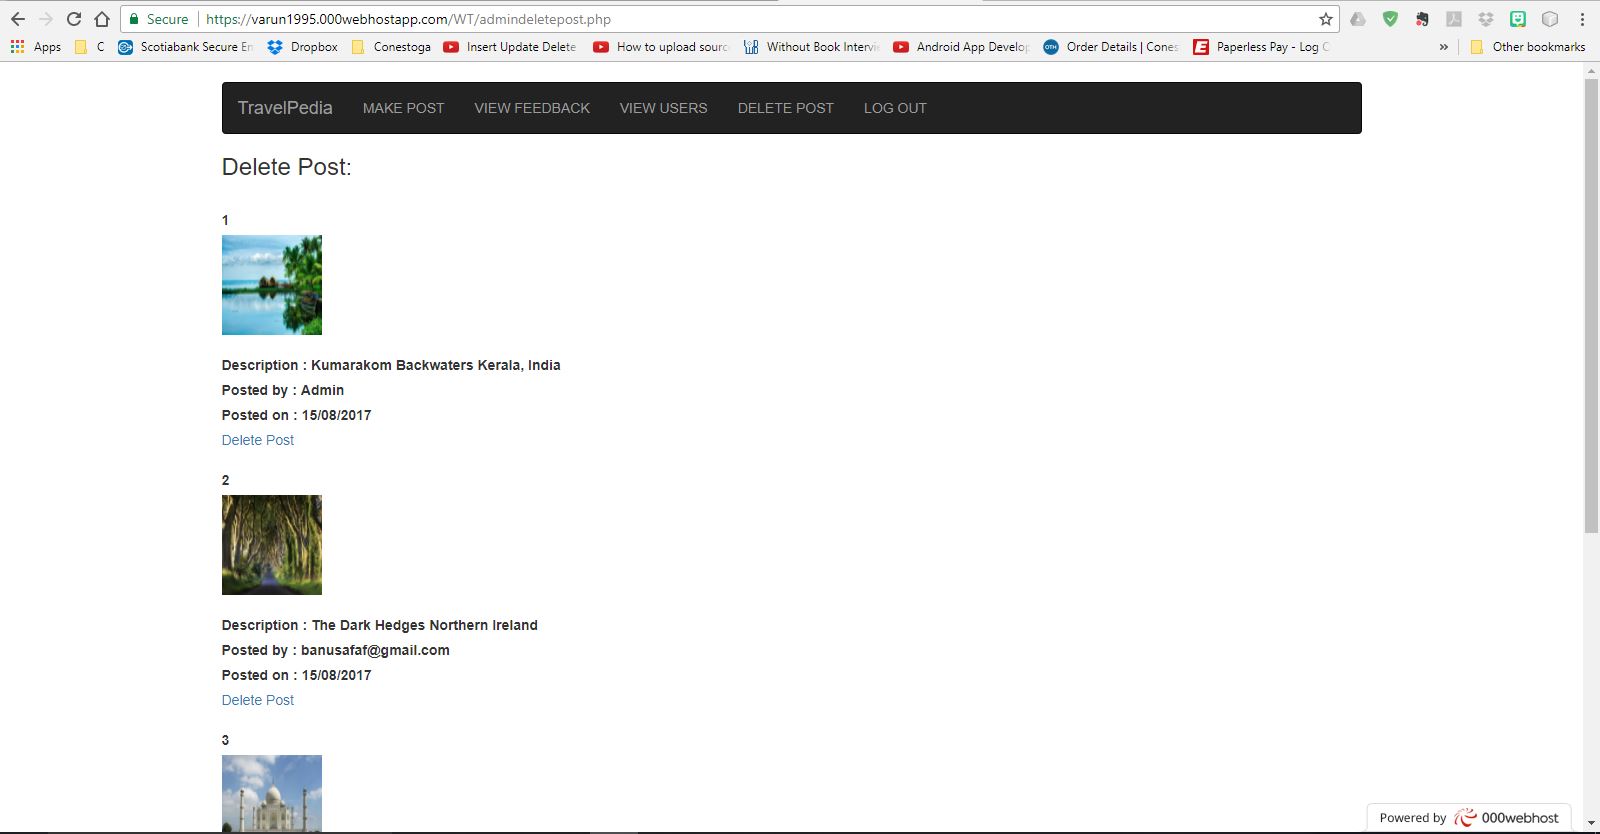 Secure https://varun1995.000webhostapp.com/WT/admindeletepost.php
Apps C Scotiabank Secure En Dropbox Conestoga Insert Update Delete How to upload sourc Without Book Intervi Android App Develop Order Details | Cones Paperless Pay - Log O » Other bookmarks
TravelPedia MAKE POST VIEW FEEDBACK VIEW USERS DELETE POST LOG OUT
Delete Post:
1
Description : Kumarakom Backwaters Kerala, India
Posted by : Admin
Posted on : 15/08/2017
Delete Post
2
Description : The Dark Hedges Northern Ireland
Posted by : banusafaf@gmail.com
Posted on : 15/08/2017
Delete Post
3
Powered by 000webhost